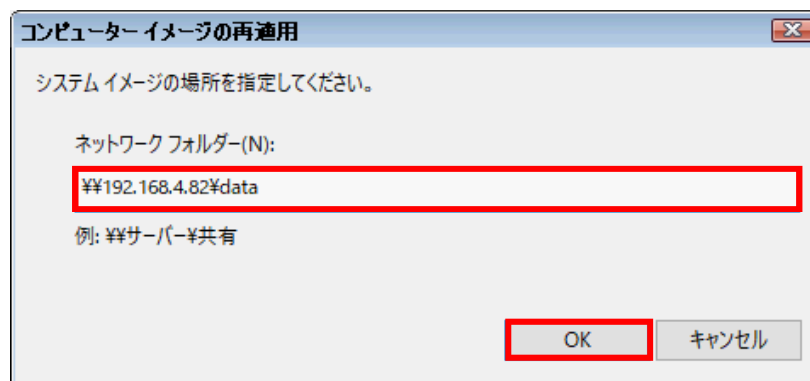 コンピューター イメージの再適用
システム イメージの場所を指定してください。
ネットワーク フォルダー(N):
¥¥192.168.4.82¥data
例: ¥¥サーバー¥共有
OK
キャンセル